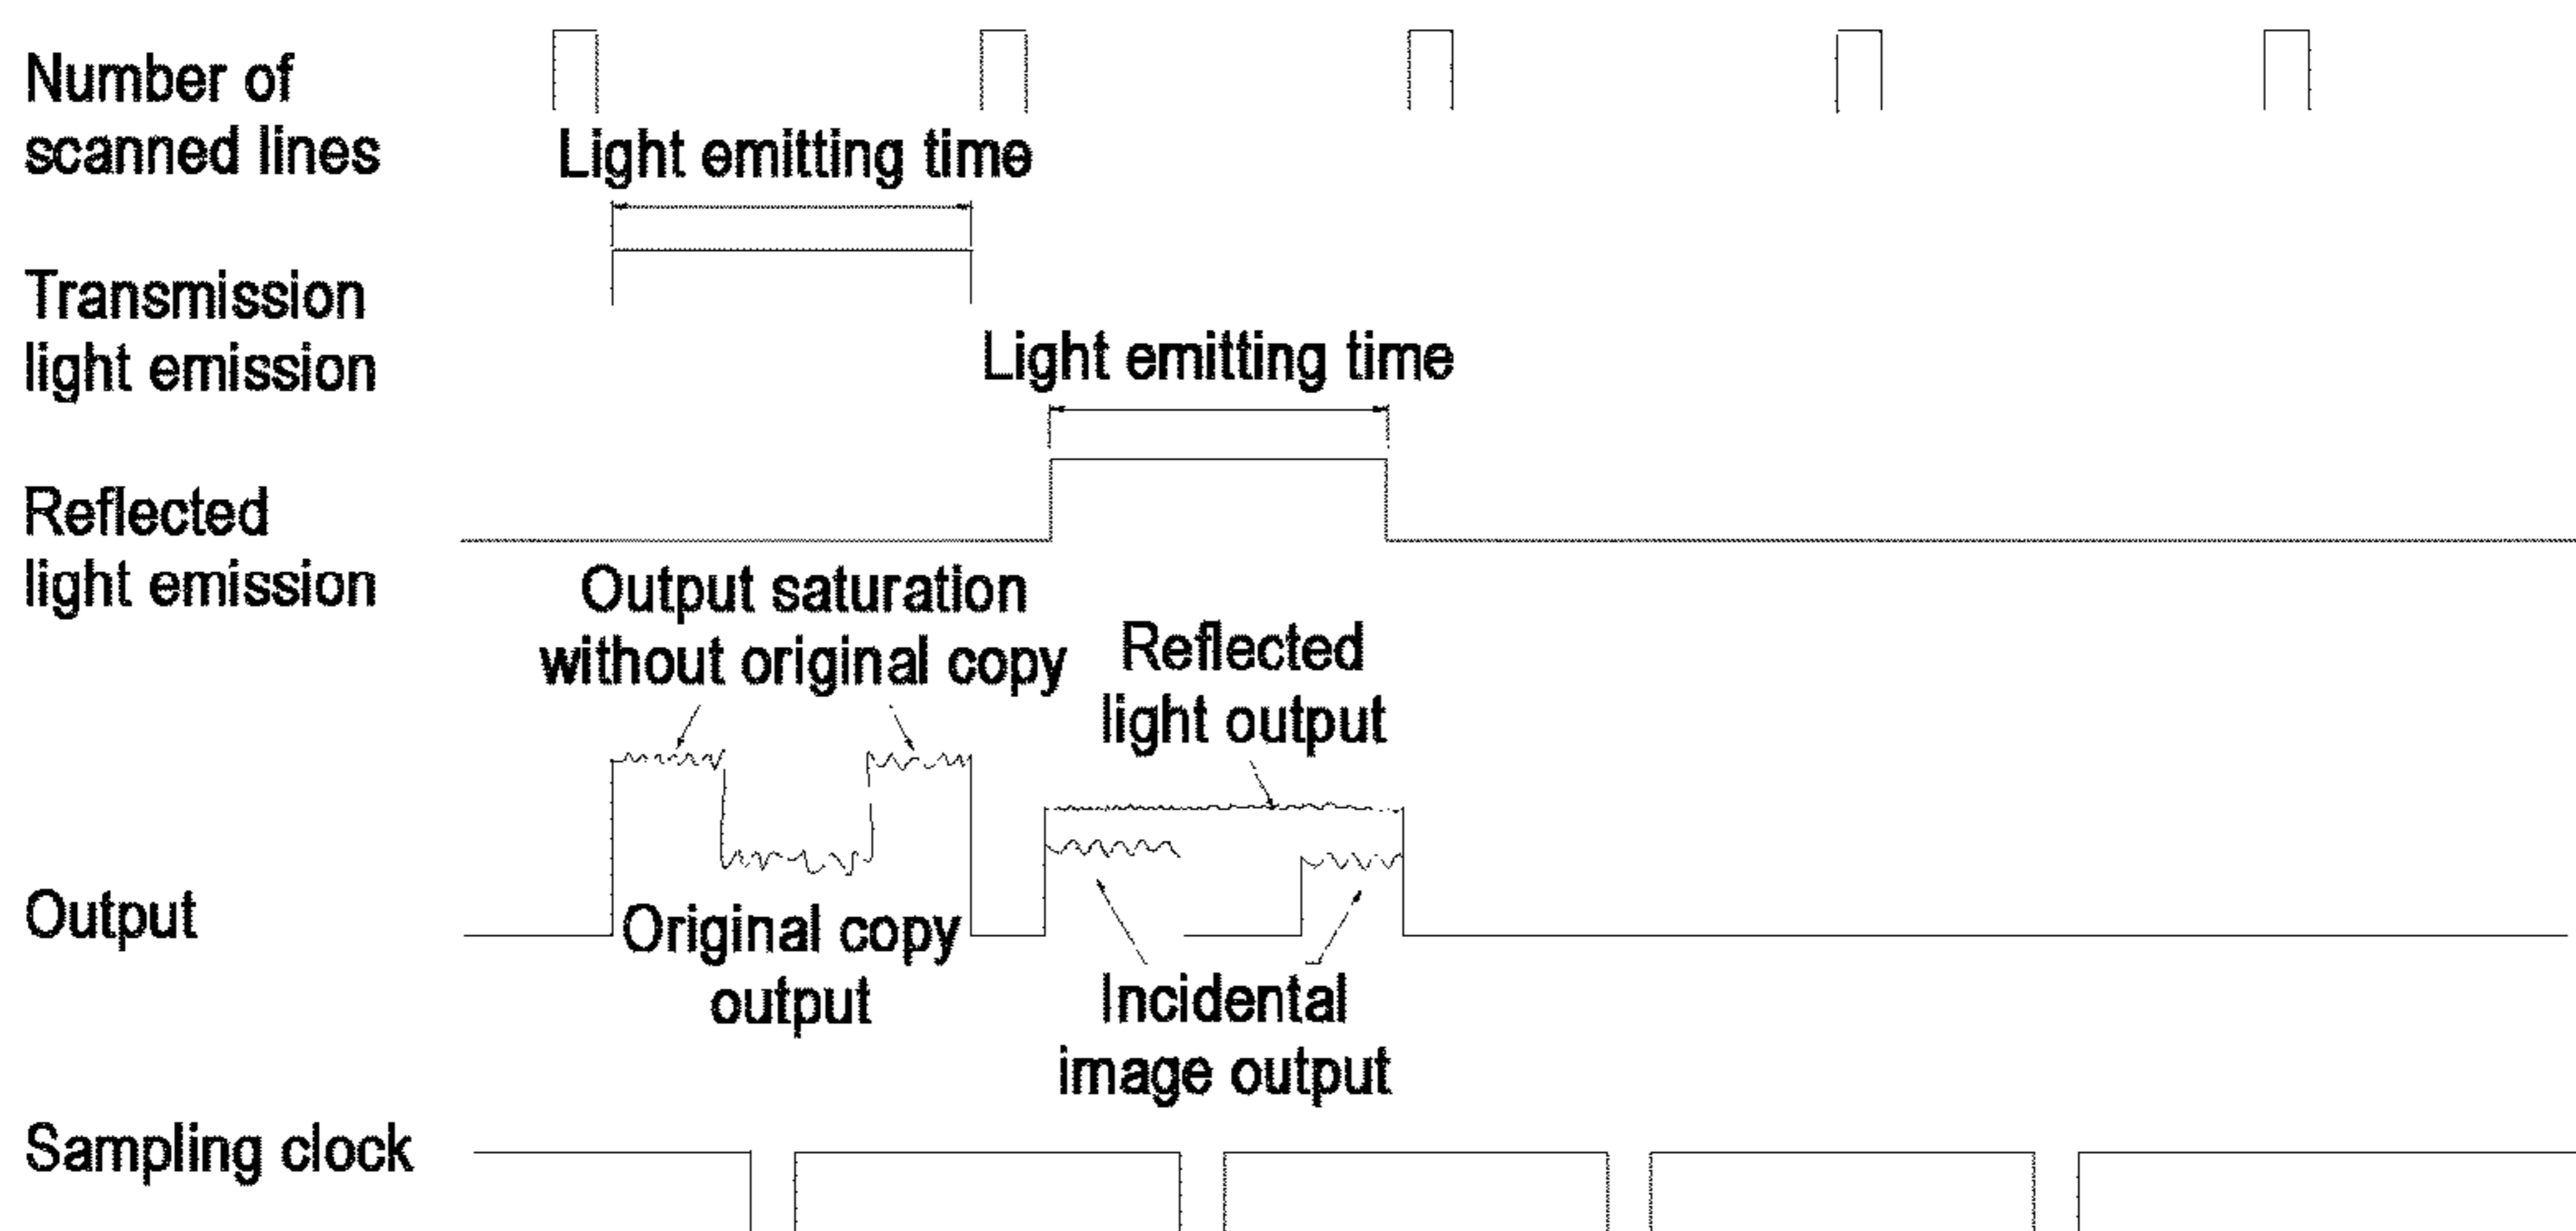 Number of
scanned lines
Light emitting time
Transmission
light emission
Light emitting time
Reflected
light emission
Output saturation
without original copy
Reflected
light output
Output
Original copy
output
Incidental
image output
Sampling clock